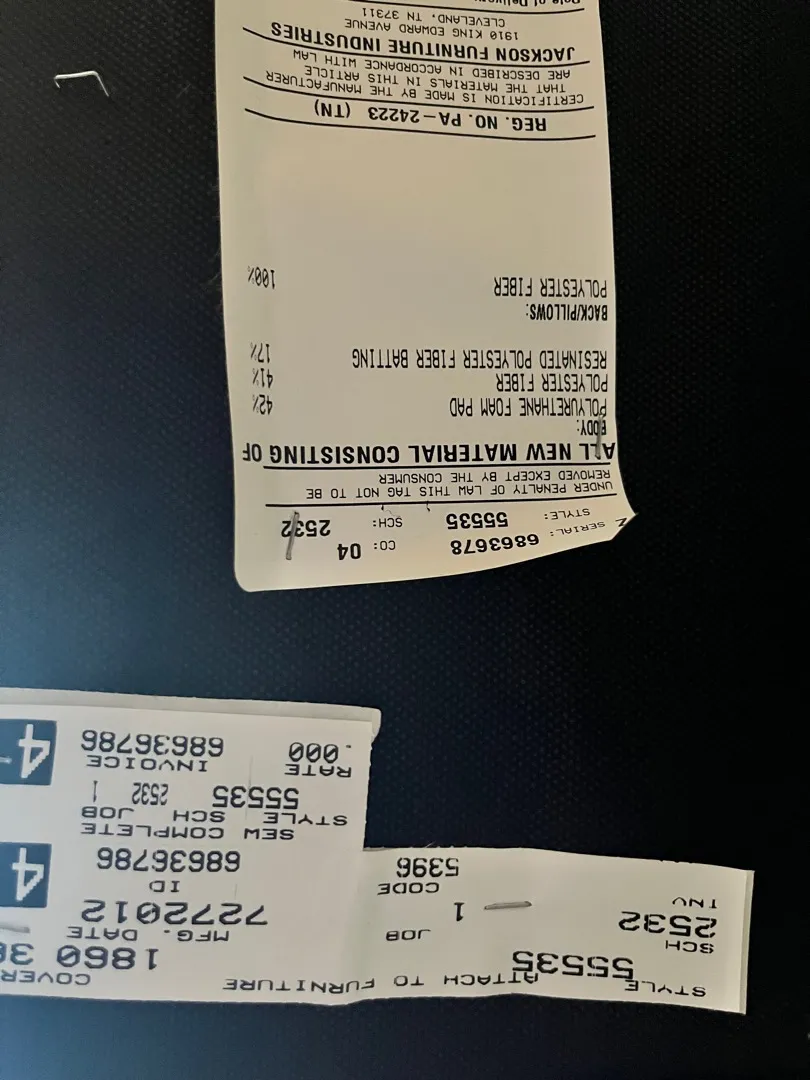 STYLE ATTACH TO FURNITURE COVER
55535 1860
SCH JOB MFG. DATE
2532 1 7272012
INV CODE ID
5396 68636786 4
SEW COMPLETE
STYLE SCH JOB
55535 2532 1
RATE INVOICE
.000 68636786 4-
Z SERIAL: 6863678 CO: 04
STYLE: 55535 SCH: 2532
UNDER PENALTY OF LAW THIS TAG NOT TO BE
REMOVED EXCEPT BY THE CONSUMER
ALL NEW MATERIAL CONSISTING OF
BODY:
POLYURETHANE FOAM PAD 42%
POLYESTER FIBER 41%
RESINATED POLYESTER FIBER BATTING 17%
BACK/PILLOWS:
POLYESTER FIBER 100%
REG. NO. PA-24223 (TN)
CERTIFICATION IS MADE BY THE MANUFACTURER
THAT THE MATERIALS IN THIS ARTICLE
ARE DESCRIBED IN ACCORDANCE WITH LAW
JACKSON FURNITURE INDUSTRIES
1910 KING EDWARD AVENUE
CLEVELAND, TN 37311
Date of Delivery